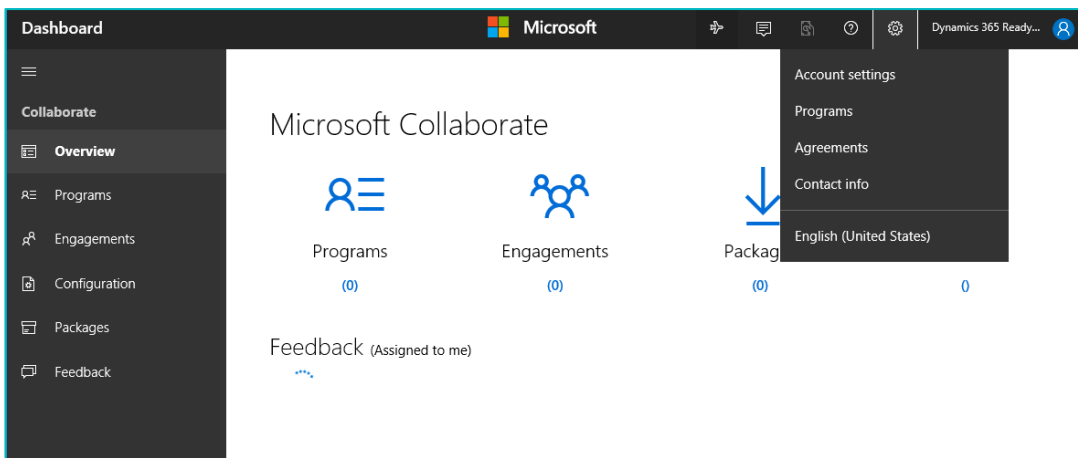 Dashboard
Microsoft
Dynamics 365 Ready...
Collaborate
Overview
Programs
Engagements
Configuration
Packages
Feedback
Microsoft Collaborate
Programs
(0)
Engagements
(0)
Packag
(0)
()
Account settings
Programs
Agreements
Contact info
English (United States)
Feedback (Assigned to me)